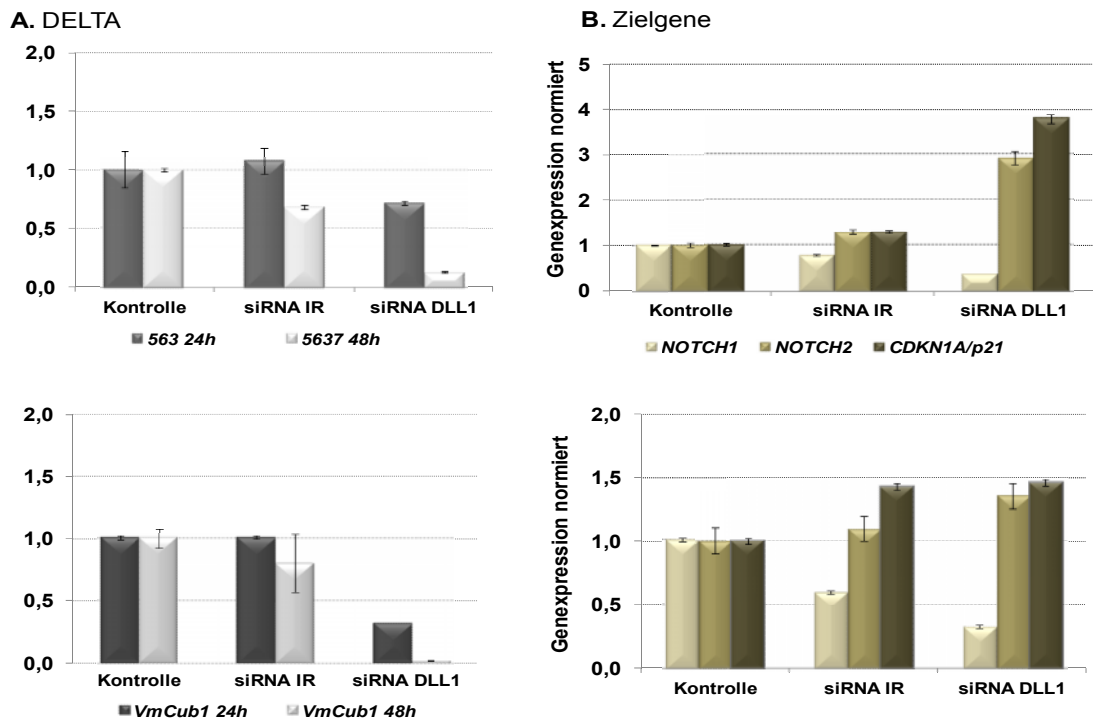 A. DELTA
2,0
1,5
1,0
0,5
0,0
Kontrolle siRNA IR siRNA DLL1
563 24h 5637 48h
B. Zielgene
Genexpression normiert
5
4
3
2
1
0
Kontrolle siRNA IR siRNA DLL1
NOTCH1 NOTCH2 CDKN1A/p21
2,0
1,5
1,0
0,5
0,0
Kontrolle siRNA IR siRNA DLL1
VmCub1 24h VmCub1 48h
Genexpression normiert
2,0
1,5
1,0
0,5
0,0
Kontrolle siRNA IR siRNA DLL1